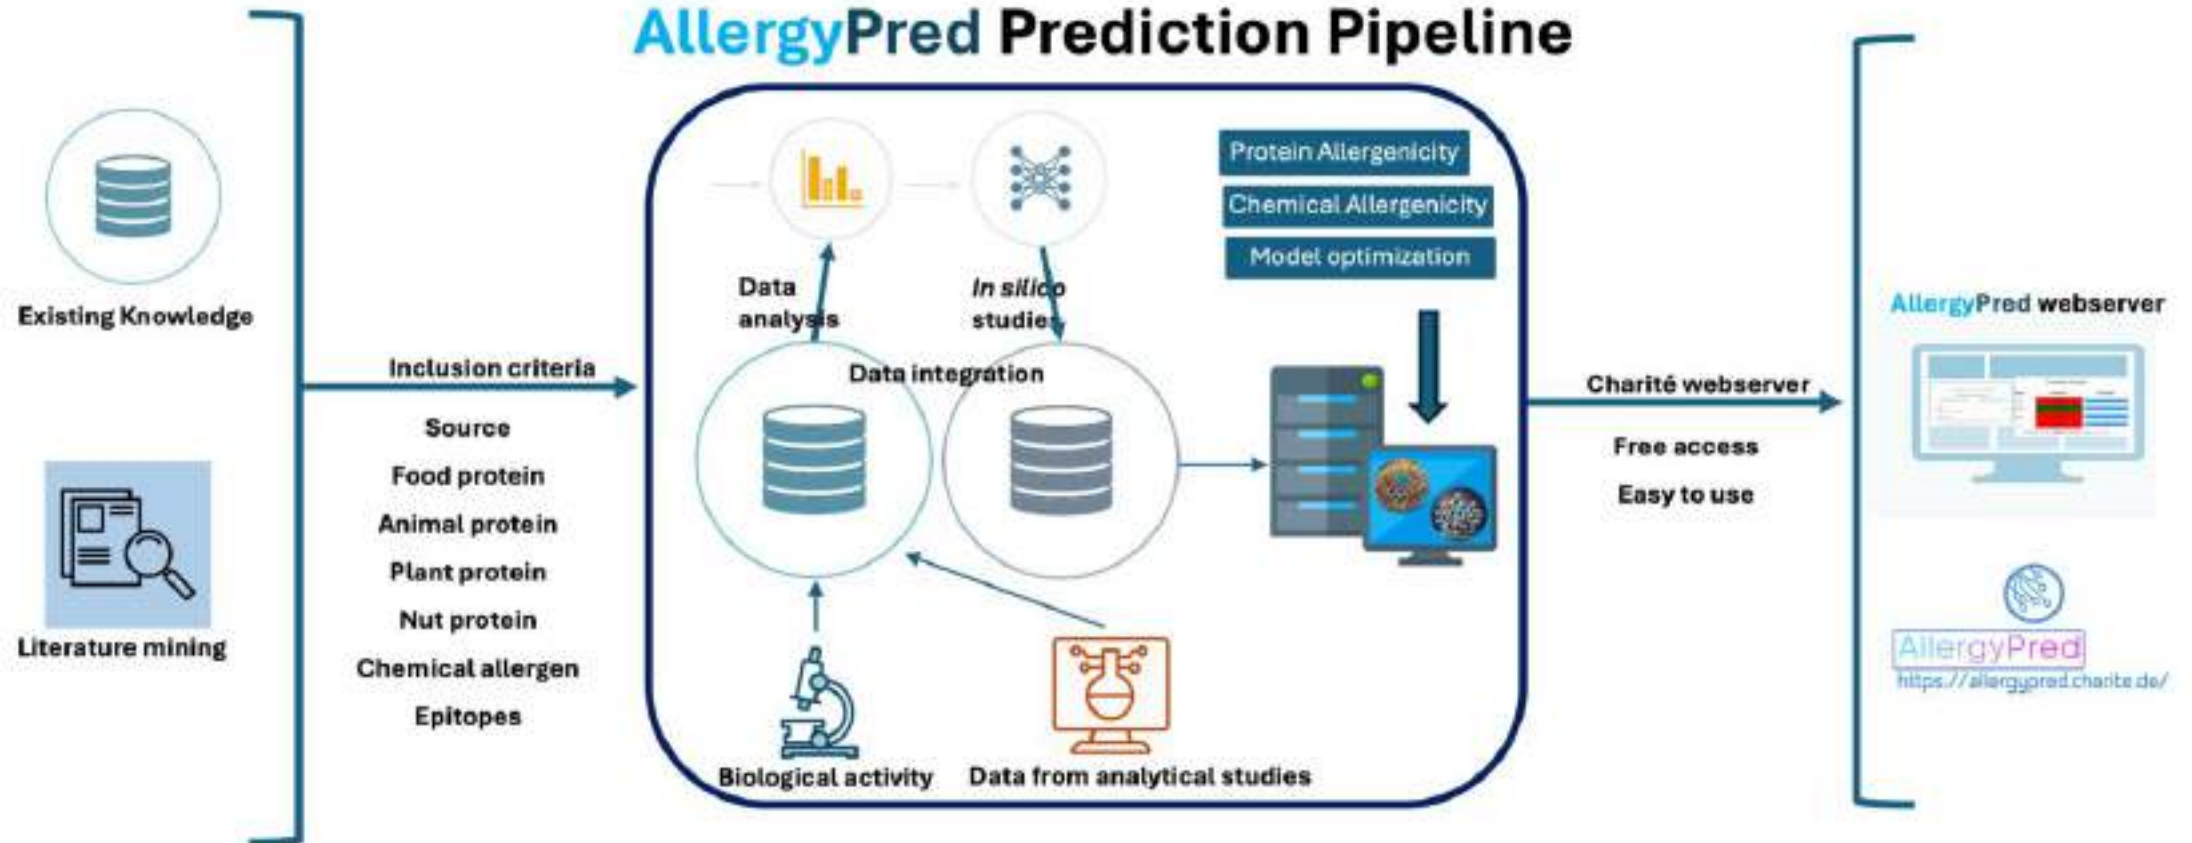 AllergyPred Prediction Pipeline
Existing Knowledge
Literature mining
Inclusion criteria
Source
Food protein
Animal protein
Plant protein
Nut protein
Chemical allergen
Epitopes
Data
analysis
In silico
studies
Data integration
Biological activity
Data from analytical studies
Protein Allergenicity
Chemical Allergenicity
Model optimization
Charité webserver
Free access
Easy to use
AllergyPred webserver
AllergyPred
https://allergypred.charite.de/